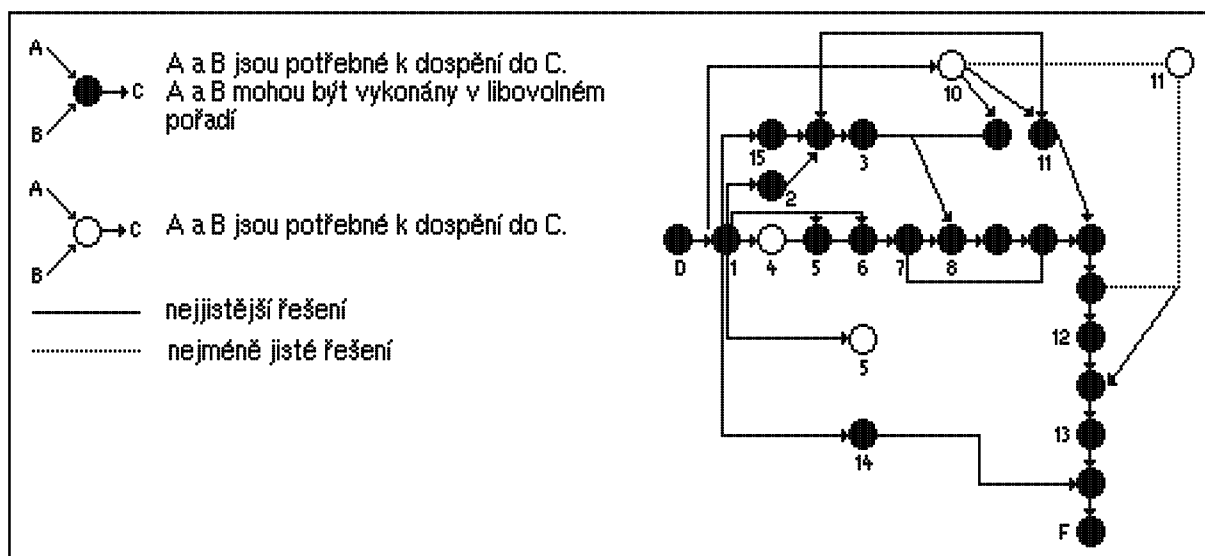 A
C
B
A a B jsou potřebné k dospění do C.
A a B mohou být vykonány v libovolném
pořadí
A
C
B
A a B jsou potřebné k dospění do C.
nejjistější řešení
nejméně jisté řešení
10
11
15
3
11
2
D
1
4
5
6
7
8
12
5
13
14
F